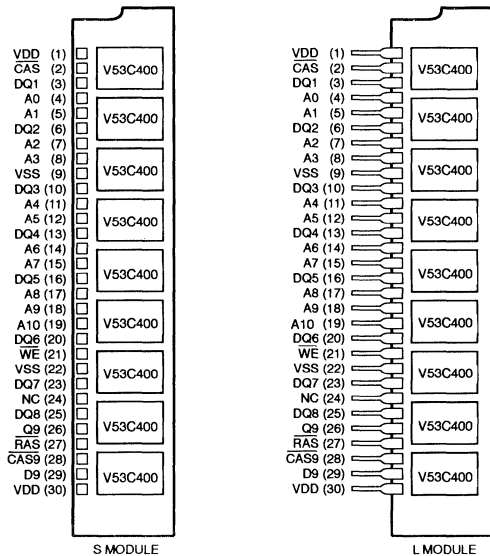 VDD (1)
CAS (2)
DQ1 (3)
A0 (4)
A1 (5)
DQ2 (6)
A2 (7)
A3 (8)
VSS (9)
DQ3 (10)
A4 (11)
A5 (12)
DQ4 (13)
A6 (14)
A7 (15)
DQ5 (16)
A8 (17)
A9 (18)
A10 (19)
DQ6 (20)
WE (21)
VSS (22)
DQ7 (23)
NC (24)
DQ8 (25)
Q9 (26)
RAS (27)
CAS9 (28)
D9 (29)
VDD (30)
V53C400
V53C400
V53C400
V53C400
V53C400
V53C400
V53C400
V53C400
V53C400
S MODULE
VDD (1)
CAS (2)
DQ1 (3)
A0 (4)
A1 (5)
DQ2 (6)
A2 (7)
A3 (8)
VSS (9)
DQ3 (10)
A4 (11)
A5 (12)
DQ4 (13)
A6 (14)
A7 (15)
DQ5 (16)
A8 (17)
A9 (18)
A10 (19)
DQ6 (20)
WE (21)
VSS (22)
DQ7 (23)
NC (24)
DQ8 (25)
Q9 (26)
RAS (27)
CAS9 (28)
D9 (29)
VDD (30)
V53C400
V53C400
V53C400
V53C400
V53C400
V53C400
V53C400
V53C400
V53C400
L MODULE